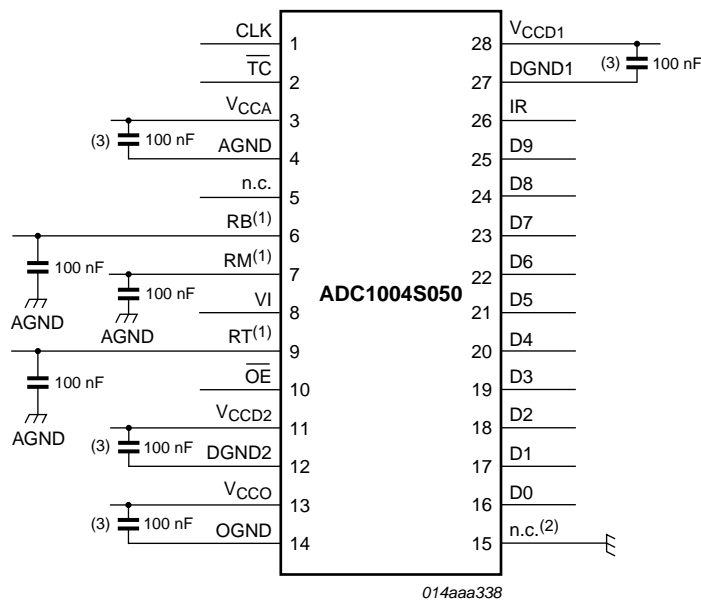 CLK 1
TC 2
VCCA 3
(3) 100 nF
AGND 4
n.c. 5
RB(1) 6
100 nF
AGND
RM(1) 7
100 nF
AGND
VI 8
RT(1) 9
100 nF
AGND
OE 10
VCCD2 11
(3) 100 nF
DGND2 12
VCCO 13
(3) 100 nF
OGND 14
ADC1004S050
28 VCCD1
(3) 100 nF
27 DGND1
26 IR
25 D9
24 D8
23 D7
22 D6
21 D5
20 D4
19 D3
18 D2
17 D1
16 D0
15 n.c.(2)
014aaa338